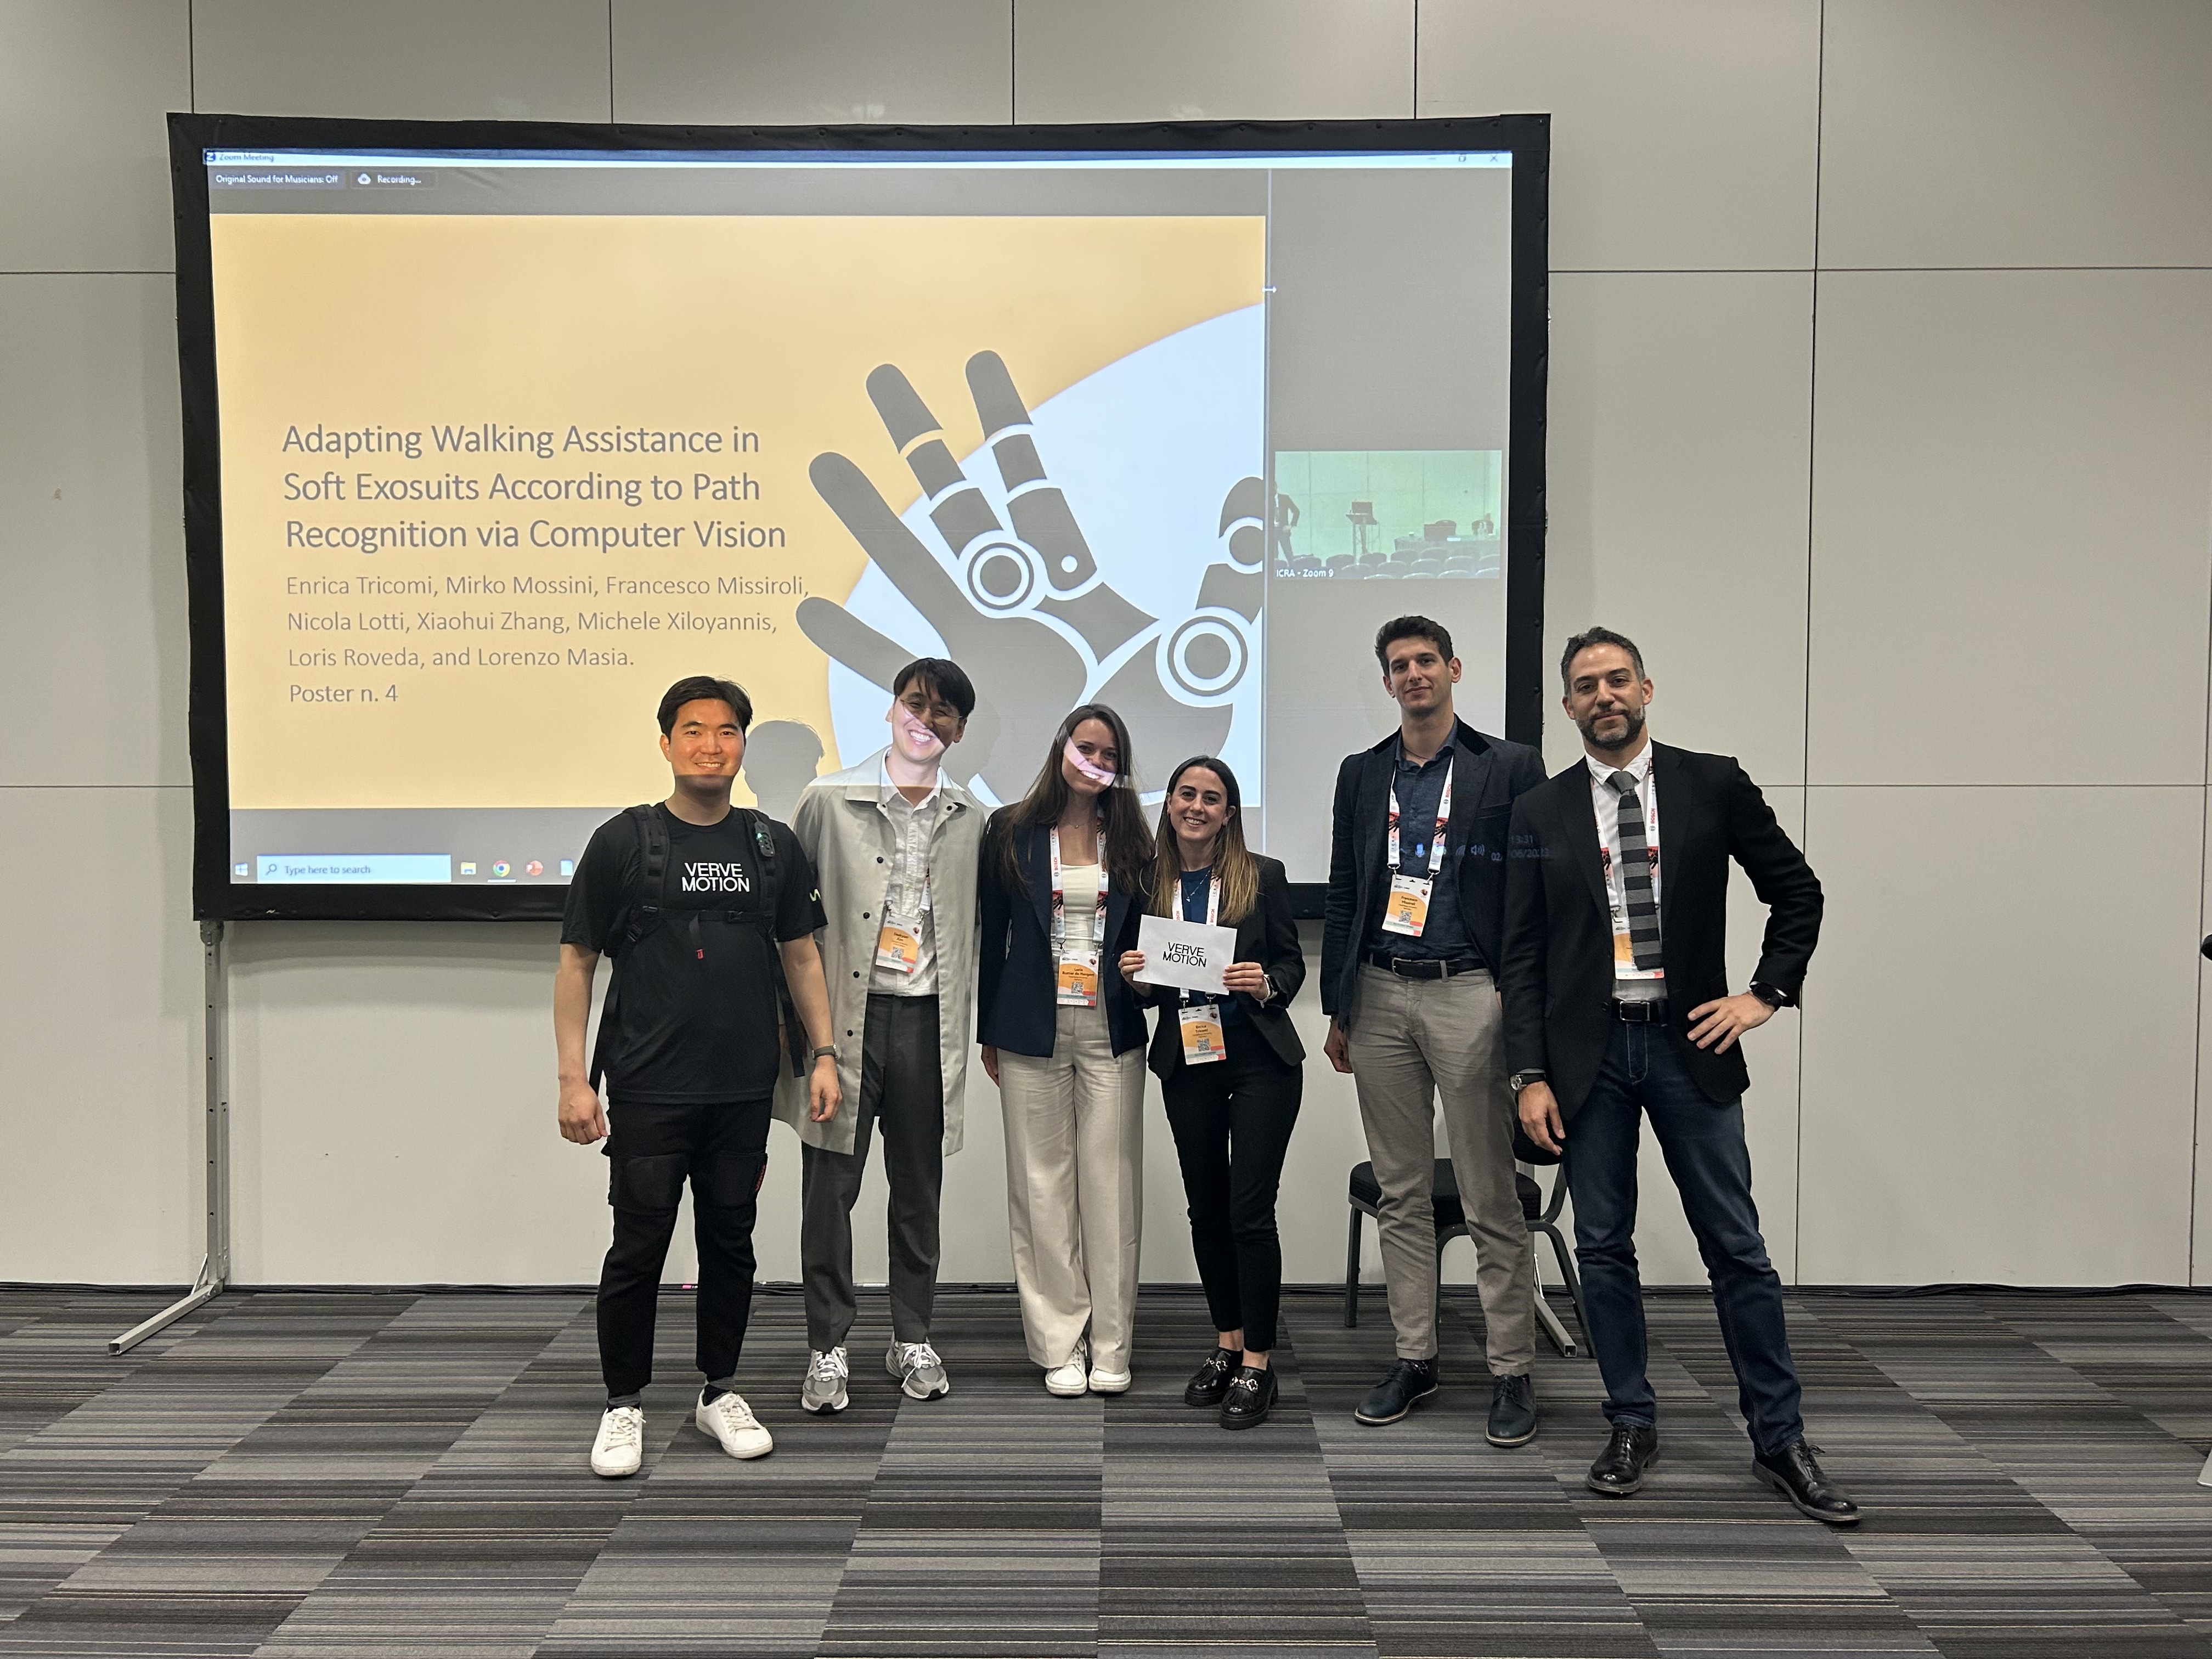 Zoom Meeting
Original Sound for Musicians: Off
Recording...
Adapting Walking Assistance in
Soft Exosuits According to Path
Recognition via Computer Vision
Enrica Tricomi, Mirko Mossini, Francesco Missiroli,
Nicola Lotti, Xiaohui Zhang, Michele Xiloyannis,
Loris Roveda, and Lorenzo Masia.
Poster n. 4
ICRA - Zoom 9
Type here to search
13:31
VERVE
MOTION
VERVE
MOTION